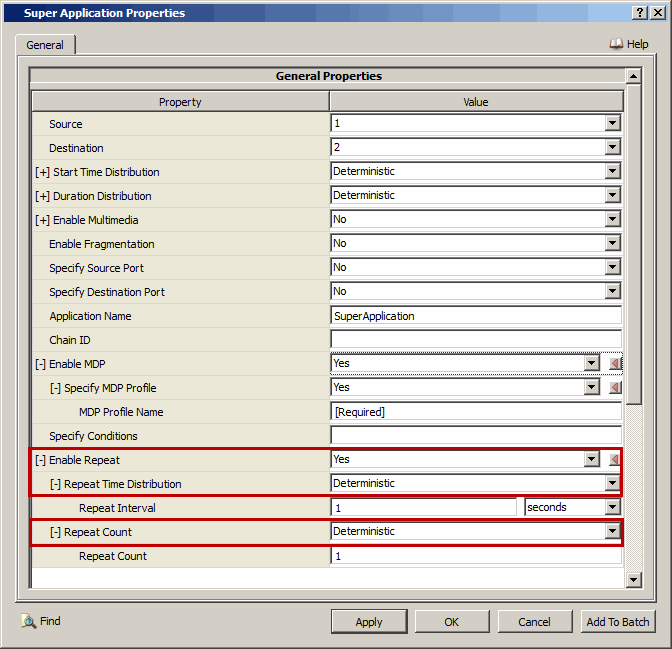 Super Application Properties
? X
General
Help
General Properties
Property Value
Source 1
Destination 2
[+] Start Time Distribution Deterministic
[+] Duration Distribution Deterministic
[+] Enable Multimedia No
Enable Fragmentation No
Specify Source Port No
Specify Destination Port No
Application Name SuperApplication
Chain ID
[-] Enable MDP Yes
[-] Specify MDP Profile Yes
MDP Profile Name [Required]
Specify Conditions
[-] Enable Repeat Yes
[-] Repeat Time Distribution Deterministic
Repeat Interval 1 seconds
[-] Repeat Count Deterministic
Repeat Count 1
Find Apply OK Cancel Add To Batch